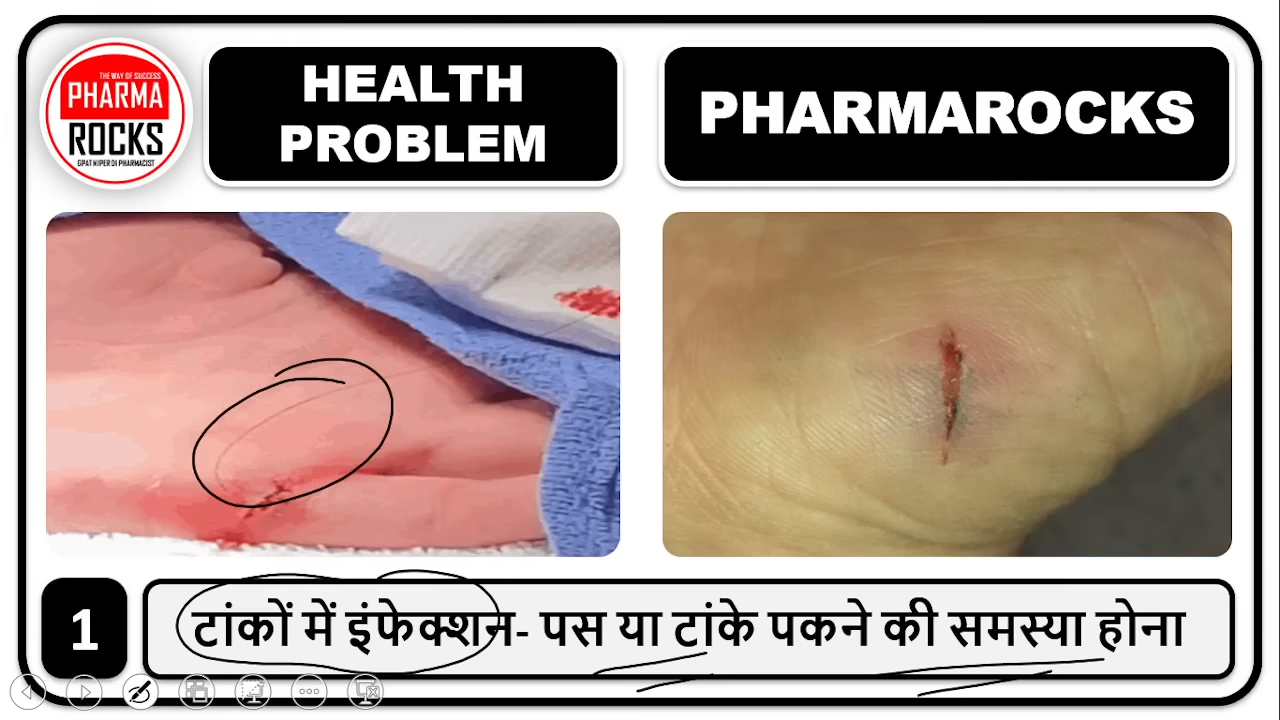 THE WAY OF SUCCESS
PHARMA
ROCKS
GPAT NIPER DI PHARMACIST
HEALTH
PROBLEM
PHARMAROCKS
1
टांकों में इंफेक्शन- पस या टांके पकने की समस्या होना